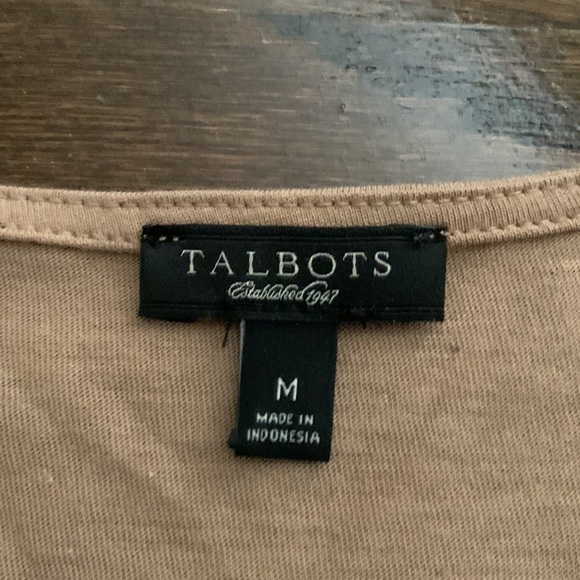 TALBOTS
Established 1947
M
MADE IN
INDONESIA